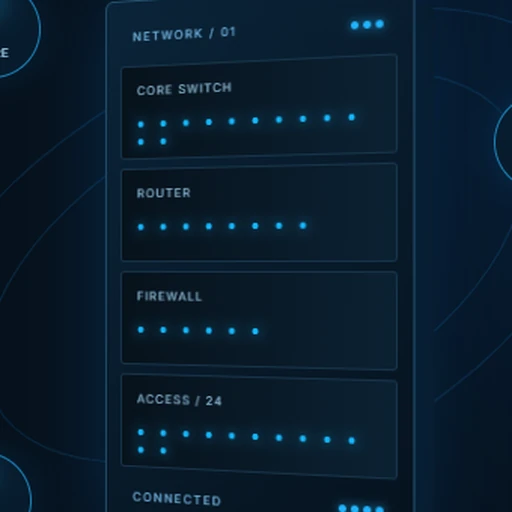 NETWORK / 01
CORE SWITCH
ROUTER
FIREWALL
ACCESS / 24
CONNECTED